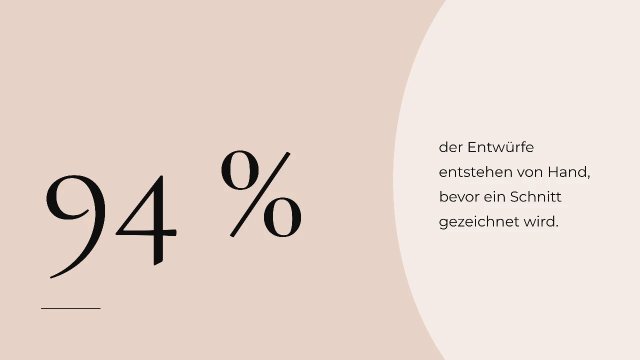 94 %
der Entwürfe
entstehen von Hand,
bevor ein Schnitt
gezeichnet wird.